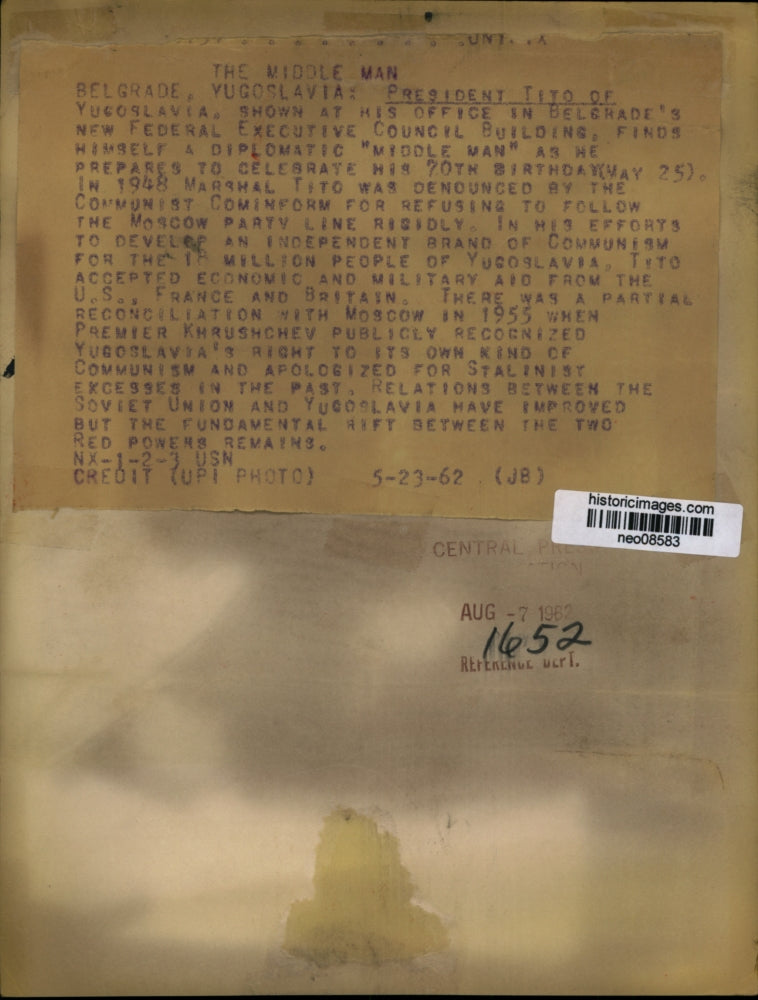 THE MIDDLE MAN
BELGRADE, YUGOSLAVIA: PRESIDENT TITO OF
YUGOSLAVIA, SHOWN AT HIS OFFICE IN BELGRADE'S
NEW FEDERAL EXECUTIVE COUNCIL BUILDING, FINDS
HIMSELF A DIPLOMATIC "MIDDLE MAN" AS HE
PREPARES TO CELEBRATE HIS 70TH BIRTHDAY(MAY 25).
IN 1948 MARSHAL TITO WAS DENOUNCED BY THE
COMMUNIST COMINFORM FOR REFUSING TO FOLLOW
THE MOSCOW PARTY LINE RIGIDLY. IN HIS EFFORTS
TO DEVELOP AN INDEPENDENT BRAND OF COMMUNISM
FOR THE 18 MILLION PEOPLE OF YUGOSLAVIA, TITO
ACCEPTED ECONOMIC AND MILITARY AID FROM THE
U.S., FRANCE AND BRITAIN. THERE WAS A PARTIAL
RECONCILIATION WITH MOSCOW IN 1955 WHEN
PREMIER KHRUSHCHEV PUBLICLY RECOGNIZED
YUGOSLAVIA'S RIGHT TO ITS OWN KIND OF
COMMUNISM AND APOLOGIZED FOR STALINIST
EXCESSES IN THE PAST. RELATIONS BETWEEN THE
SOVIET UNION AND YUGOSLAVIA HAVE IMPROVED
BUT THE FUNDAMENTAL RIFT BETWEEN THE TWO
RED POWERS REMAINS.
NX-1-2-3 USN
CREDIT (UPI PHOTO) 5-23-62 (JB)
historicimages.com
neo08583
CENTRAL
AUG -7 1962
1652
REFERENCE DEPT.